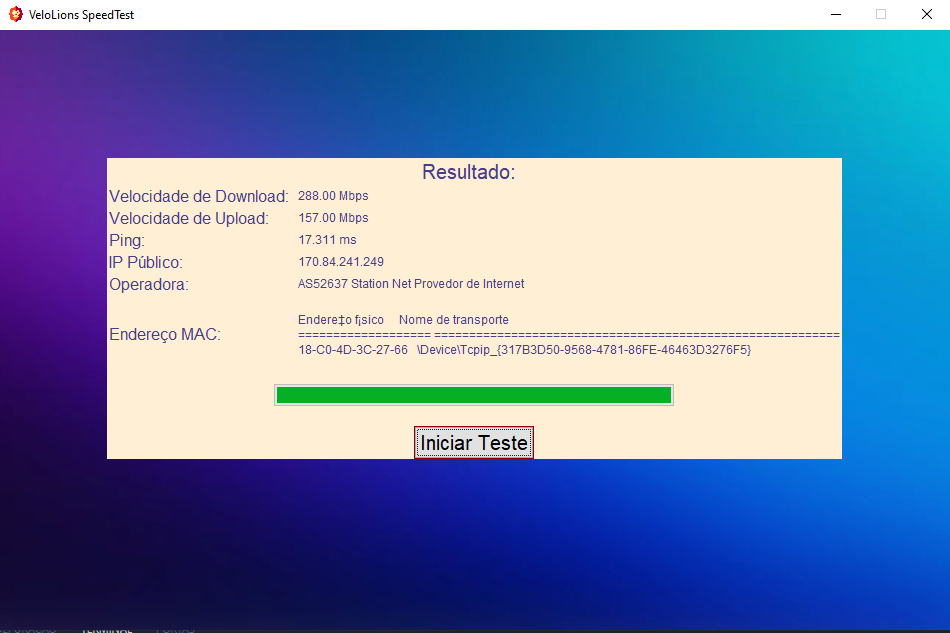 VeloLions SpeedTest
Resultado:
Velocidade de Download: 288.00 Mbps
Velocidade de Upload: 157.00 Mbps
Ping: 17.311 ms
IP Público: 170.84.241.249
Operadora: AS52637 Station Net Provedor de Internet
Endere‡o f¡sico Nome de transporte
Endereço MAC: =================== ==========================================================
18-C0-4D-3C-27-66 \Device\Tcpip_{317B3D50-9568-4781-86FE-46463D3276F5}
Iniciar Teste
TERMINAL